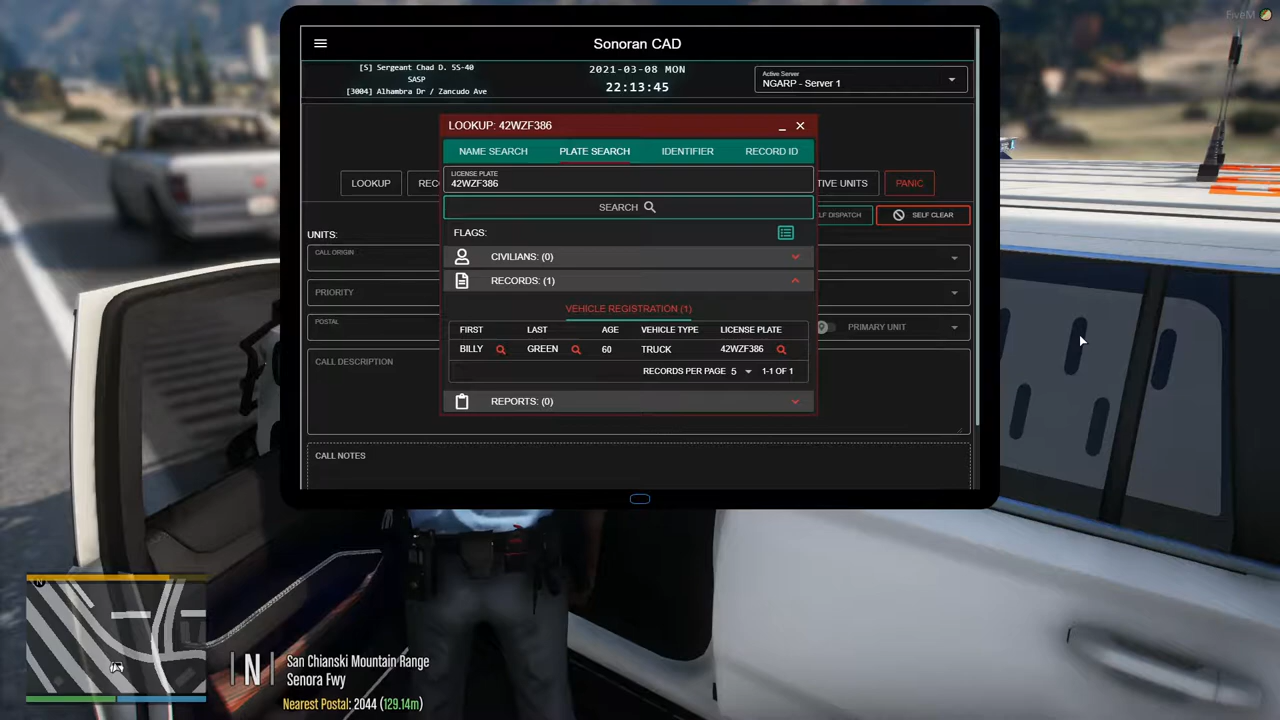 FiveM
Sonoran CAD
[S] Sergeant Chad D. 5S-40
SASP
[3004] Alhambra Dr / Zancudo Ave
2021-03-08 MON
22:13:45
Active Server
NGARP - Server 1
LOOKUP: 42WZF386
NAME SEARCH PLATE SEARCH IDENTIFIER RECORD ID
LICENSE PLATE
42WZF386
LOOKUP REC TIVE UNITS PANIC
SEARCH
LF DISPATCH SELF CLEAR
UNITS:
FLAGS:
CALL ORIGIN
CIVILIANS: (0)
RECORDS: (1)
PRIORITY
VEHICLE REGISTRATION (1)
POSTAL
PRIMARY UNIT
FIRST LAST AGE VEHICLE TYPE LICENSE PLATE
BILLY GREEN 60 TRUCK 42WZF386
CALL DESCRIPTION
RECORDS PER PAGE 5 1-1 OF 1
REPORTS: (0)
CALL NOTES
N
|N|
San Chianski Mountain Range
Senora Fwy
Nearest Postal: 2044 (129.14m)